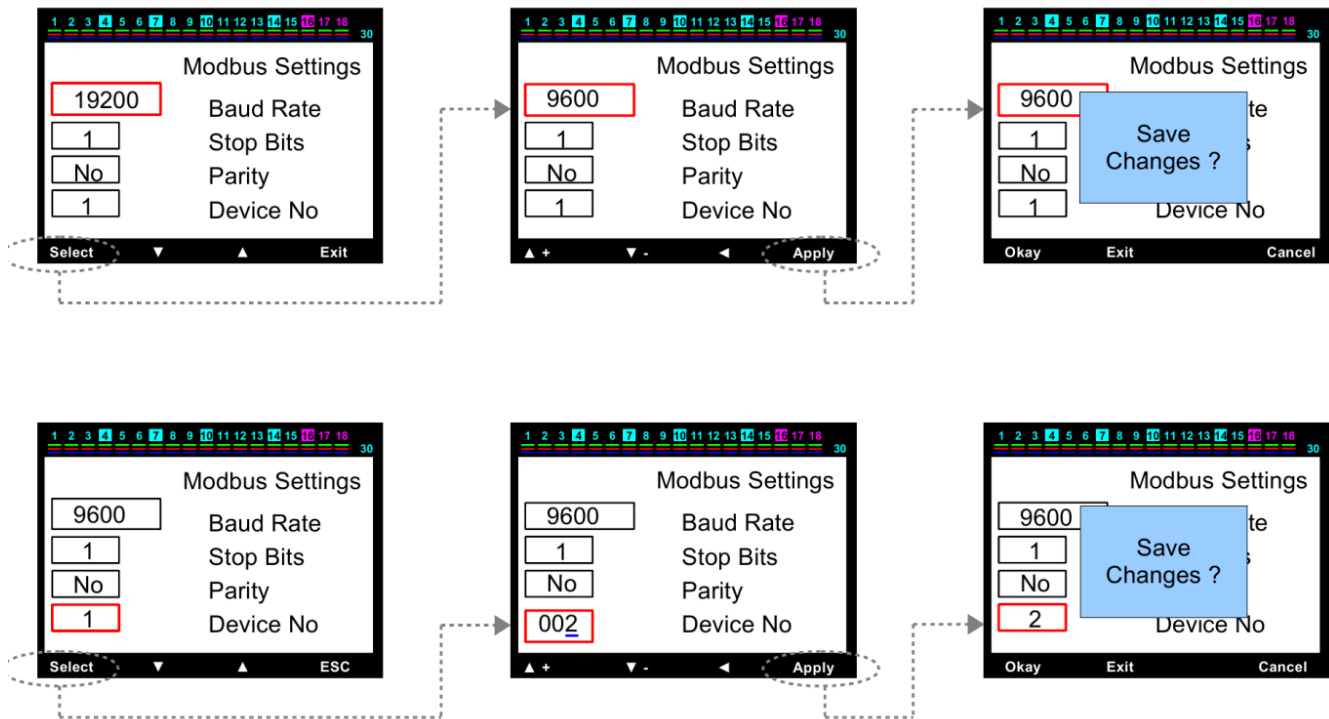 1 2 3 4 5 6 7 8 9 10 11 12 13 14 15 16 17 18
30
Modbus Settings
19200 Baud Rate
1 Stop Bits
No Parity
1 Device No
Select ▼ ▲ Exit
1 2 3 4 5 6 7 8 9 10 11 12 13 14 15 16 17 18
30
Modbus Settings
9600 Baud Rate
1 Stop Bits
No Parity
1 Device No
▲ + ▼ - ◄ Apply
1 2 3 4 5 6 7 8 9 10 11 12 13 14 15 16 17 18
30
Modbus Settings
9600 te
1 s
No
1 Device No
Save
Changes ?
Okay Exit Cancel
1 2 3 4 5 6 7 8 9 10 11 12 13 14 15 16 17 18
30
Modbus Settings
9600 Baud Rate
1 Stop Bits
No Parity
1 Device No
Select ▼ ▲ ESC
1 2 3 4 5 6 7 8 9 10 11 12 13 14 15 16 17 18
30
Modbus Settings
9600 Baud Rate
1 Stop Bits
No Parity
002 Device No
▲ + ▼ - ◄ Apply
1 2 3 4 5 6 7 8 9 10 11 12 13 14 15 16 17 18
30
Modbus Settings
9600 te
1 s
No
2 Device No
Save
Changes ?
Okay Exit Cancel